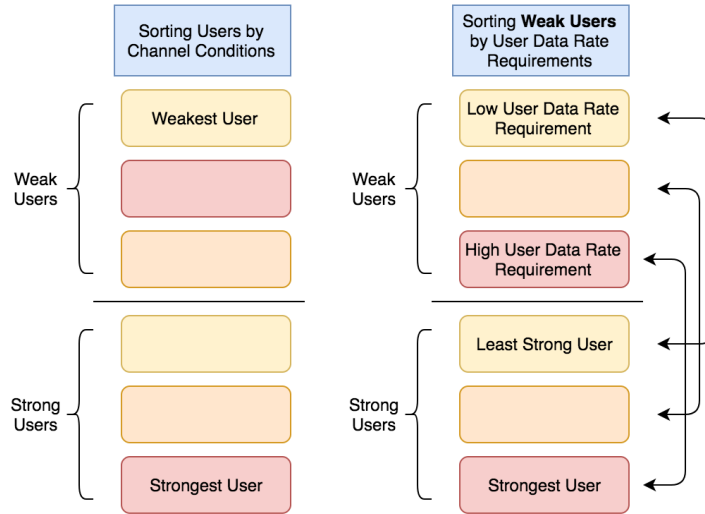 Sorting Users by
Channel Conditions
Weak
Users
Weakest User
Strong
Users
Strongest User
Sorting Weak Users
by User Data Rate
Requirements
Weak
Users
Low User Data Rate
Requirement
High User Data Rate
Requirement
Strong
Users
Least Strong User
Strongest User